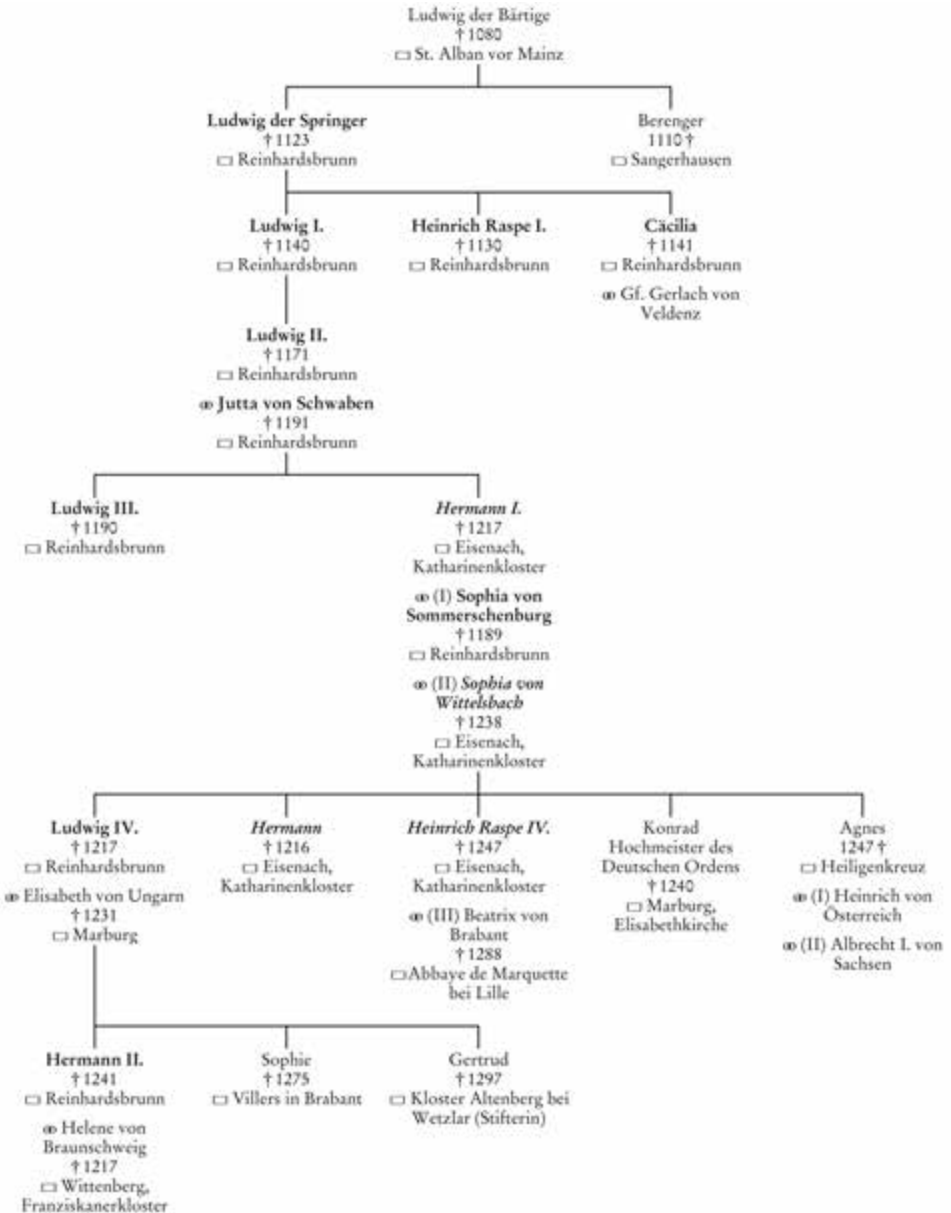 Ludwig der Bärtige
† 1080
▭ St. Alban vor Mainz
Ludwig der Springer
† 1123
▭ Reinhardsbrunn
Berenger
1110 †
▭ Sangerhausen
Ludwig I.
† 1140
▭ Reinhardsbrunn
Heinrich Raspe I.
† 1130
▭ Reinhardsbrunn
Cäcilia
† 1141
▭ Reinhardsbrunn
⚭ Gf. Gerlach von
Veldenz
Ludwig II.
† 1171
▭ Reinhardsbrunn
⚭ Jutta von Schwaben
† 1191
▭ Reinhardsbrunn
Ludwig III.
† 1190
▭ Reinhardsbrunn
Hermann I.
† 1217
▭ Eisenach,
Katharinenkloster
⚭ (I) Sophia von
Sommerschenburg
† 1189
▭ Reinhardsbrunn
⚭ (II) Sophia von
Wittelsbach
† 1238
▭ Eisenach,
Katharinenkloster
Ludwig IV.
† 1217
▭ Reinhardsbrunn
⚭ Elisabeth von Ungarn
† 1231
▭ Marburg
Hermann
† 1216
▭ Eisenach,
Katharinenkloster
Heinrich Raspe IV.
† 1247
▭ Eisenach,
Katharinenkloster
⚭ (III) Beatrix von
Brabant
† 1288
▭ Abbaye de Marquette
bei Lille
Konrad
Hochmeister des
Deutschen Ordens
† 1240
▭ Marburg,
Elisabethkirche
Agnes
1247 †
▭ Heiligenkreuz
⚭ (I) Heinrich von
Österreich
⚭ (II) Albrecht I. von
Sachsen
Hermann II.
† 1241
▭ Reinhardsbrunn
⚭ Helene von
Braunschweig
† 1217
▭ Wittenberg,
Franziskanerkloster
Sophie
† 1275
▭ Villers in Brabant
Gertrud
† 1297
▭ Kloster Altenberg bei
Wetzlar (Stifterin)